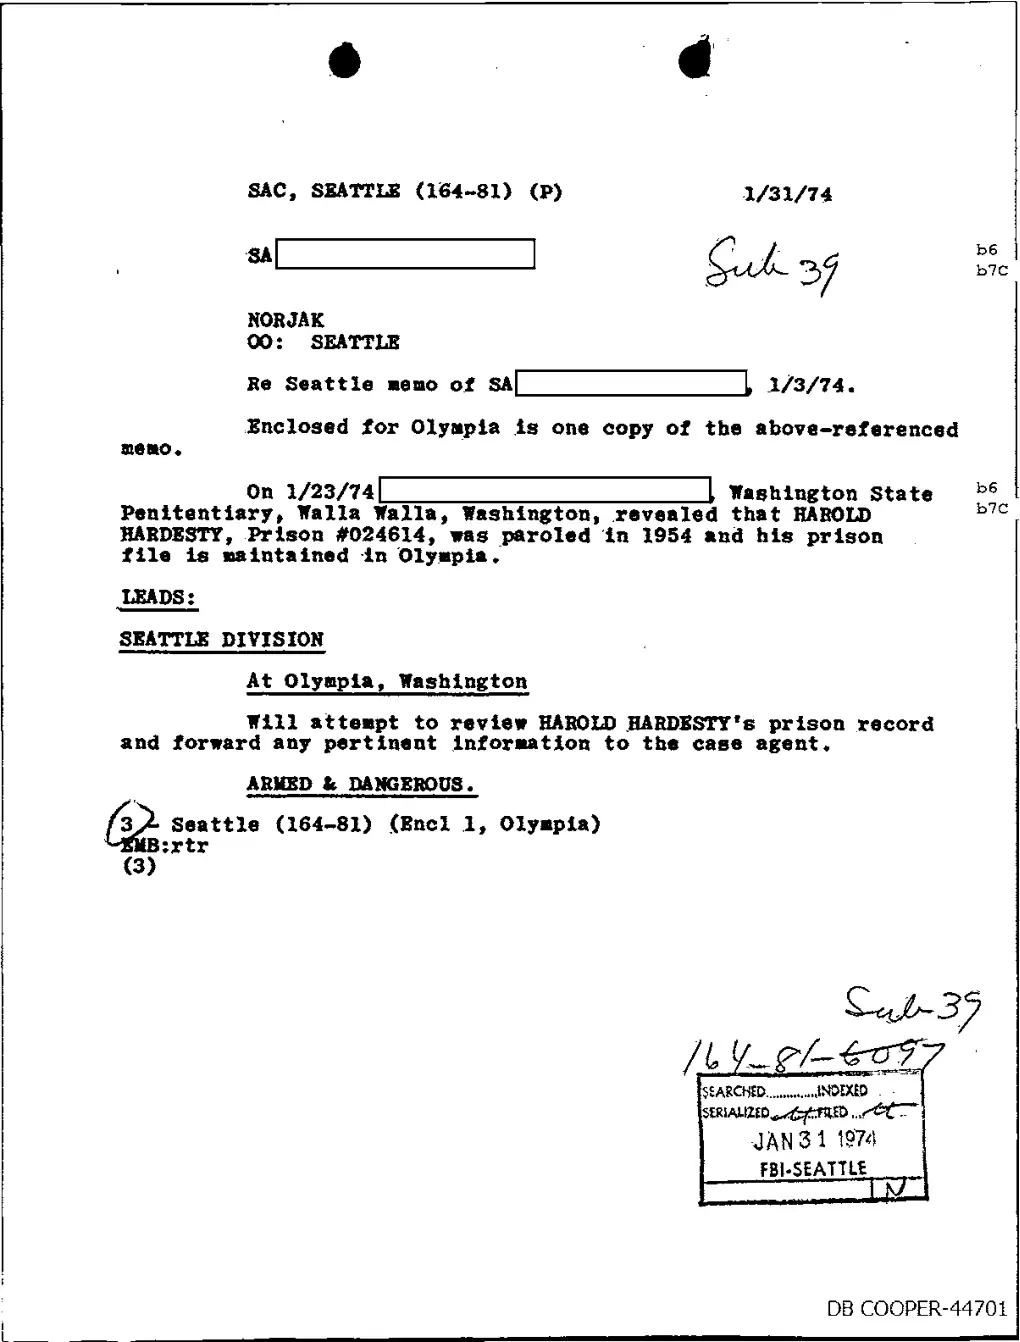 SAC, SEATTLE (164-81) (P) 1/31/74
SA b6
b7C
Sub 39
NORJAK
OO: SEATTLE
Re Seattle memo of SA , 1/3/74.
Enclosed for Olympia is one copy of the above-referenced
memo.
On 1/23/74 , Washington State b6
Penitentiary, Walla Walla, Washington, revealed that HAROLD b7C
HARDESTY, Prison #024614, was paroled in 1954 and his prison
file is maintained in Olympia.
LEADS:
SEATTLE DIVISION
At Olympia, Washington
Will attempt to review HAROLD HARDESTY's prison record
and forward any pertinent information to the case agent.
ARMED & DANGEROUS.
3 - Seattle (164-81) (Encl 1, Olympia)
EMB:rtr
(3)
Sub 39
164-81-6097
SEARCHED..............INDEXED
SERIALIZED FILED
JAN 31 1974
FBI-SEATTLE
N
DB COOPER-44701